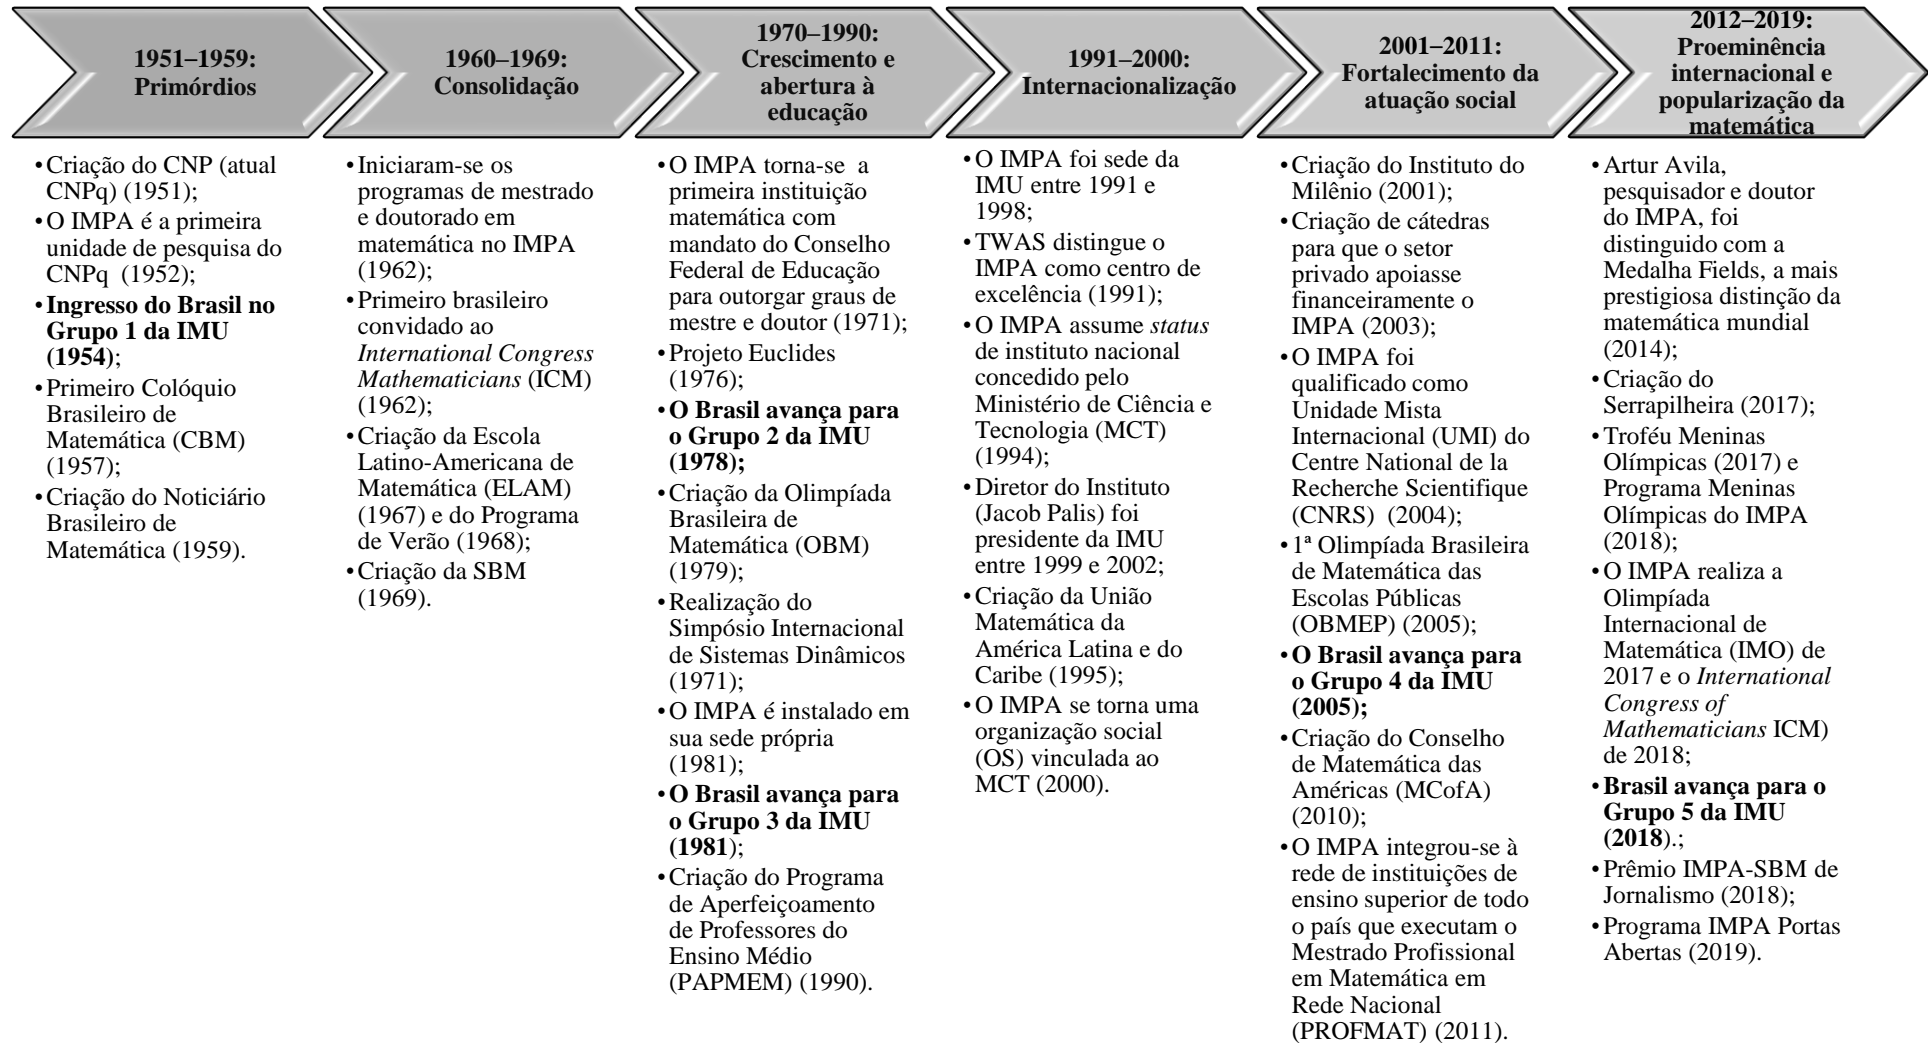 1951–1959:
Primórdios
•Criação do CNP (atual
CNPq) (1951);
•O IMPA é a primeira
unidade de pesquisa do
CNPq (1952);
•Ingresso do Brasil no
Grupo 1 da IMU
(1954);
•Primeiro Colóquio
Brasileiro de
Matemática (CBM)
(1957);
•Criação do Noticiário
Brasileiro de
Matemática (1959).
1960–1969:
Consolidação
•Iniciaram-se os
programas de mestrado
e doutorado em
matemática no IMPA
(1962);
•Primeiro brasileiro
convidado ao
International Congress
Mathematicians (ICM)
(1962);
•Criação da Escola
Latino-Americana de
Matemática (ELAM)
(1967) e do Programa
de Verão (1968);
•Criação da SBM
(1969).
1970–1990:
Crescimento e
abertura à
educação
•O IMPA torna-se a
primeira instituição
matemática com
mandato do Conselho
Federal de Educação
para outorgar graus de
mestre e doutor (1971);
•Projeto Euclides
(1976);
•O Brasil avança para
o Grupo 2 da IMU
(1978);
•Criação da Olimpíada
Brasileira de
Matemática (OBM)
(1979);
•Realização do
Simpósio Internacional
de Sistemas Dinâmicos
(1971);
•O IMPA é instalado em
sua sede própria
(1981);
•O Brasil avança para
o Grupo 3 da IMU
(1981);
•Criação do Programa
de Aperfeiçoamento
de Professores do
Ensino Médio
(PAPMEM) (1990).
1991–2000:
Internacionalização
•O IMPA foi sede da
IMU entre 1991 e
1998;
•TWAS distingue o
IMPA como centro de
excelência (1991);
•O IMPA assume status
de instituto nacional
concedido pelo
Ministério de Ciência e
Tecnologia (MCT)
(1994);
•Diretor do Instituto
(Jacob Palis) foi
presidente da IMU
entre 1999 e 2002;
•Criação da União
Matemática da
América Latina e do
Caribe (1995);
•O IMPA se torna uma
organização social
(OS) vinculada ao
MCT (2000).
2001–2011:
Fortalecimento da
atuação social
•Criação do Instituto do
Milênio (2001);
•Criação de cátedras
para que o setor
privado apoiasse
financeiramente o
IMPA (2003);
•O IMPA foi
qualificado como
Unidade Mista
Internacional (UMI) do
Centre National de la
Recherche Scientifique
(CNRS) (2004);
•1ª Olimpíada Brasileira
de Matemática das
Escolas Públicas
(OBMEP) (2005);
•O Brasil avança para
o Grupo 4 da IMU
(2005);
•Criação do Conselho
de Matemática das
Américas (MCofA)
(2010);
•O IMPA integrou-se à
rede de instituições de
ensino superior de todo
o país que executam o
Mestrado Profissional
em Matemática em
Rede Nacional
(PROFMAT) (2011).
2012–2019:
Proeminência
internacional e
popularização da
matemática
•Artur Avila,
pesquisador e doutor
do IMPA, foi
distinguido com a
Medalha Fields, a mais
prestigiosa distinção da
matemática mundial
(2014);
•Criação do
Serrapilheira (2017);
•Troféu Meninas
Olímpicas (2017) e
Programa Meninas
Olímpicas do IMPA
(2018);
•O IMPA realiza a
Olimpíada
Internacional de
Matemática (IMO) de
2017 e o International
Congress of
Mathematicians ICM)
de 2018;
•Brasil avança para o
Grupo 5 da IMU
(2018).;
•Prêmio IMPA-SBM de
Jornalismo (2018);
•Programa IMPA Portas
Abertas (2019).